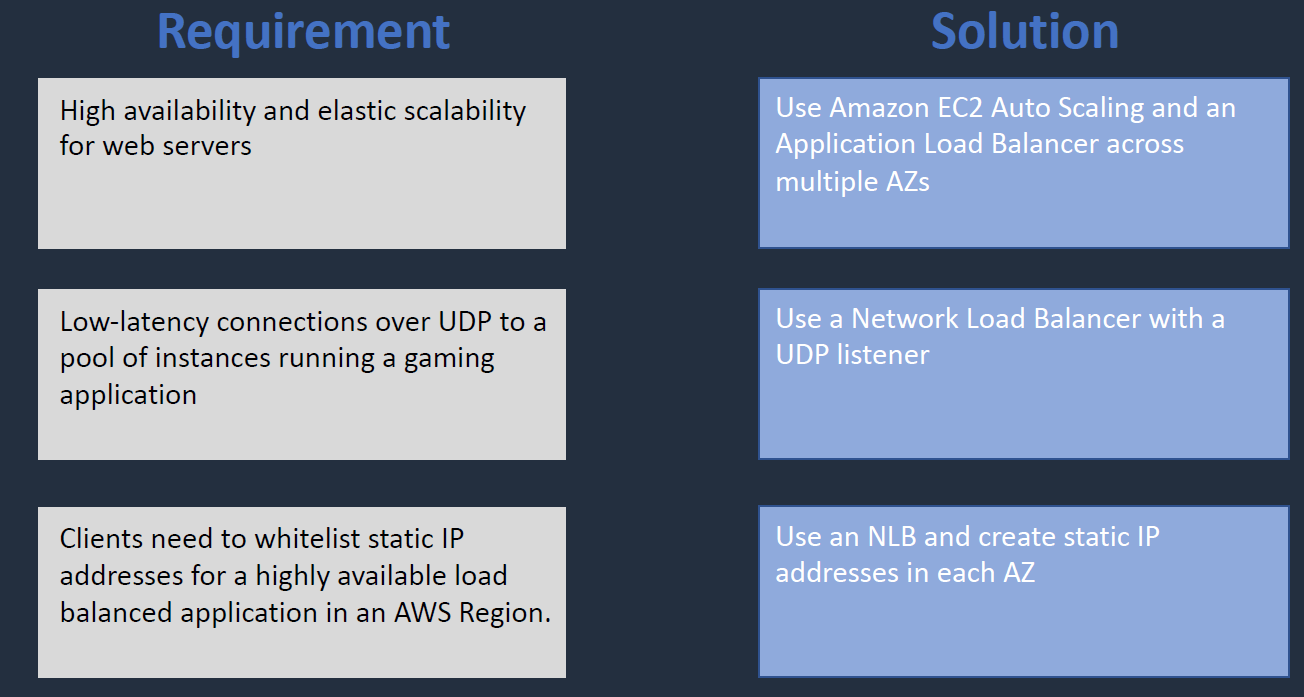 Requirement
Solution
High availability and elastic scalability
for web servers
Use Amazon EC2 Auto Scaling and an
Application Load Balancer across
multiple AZs
Low-latency connections over UDP to a
pool of instances running a gaming
application
Use a Network Load Balancer with a
UDP listener
Clients need to whitelist static IP
addresses for a highly available load
balanced application in an AWS Region.
Use an NLB and create static IP
addresses in each AZ